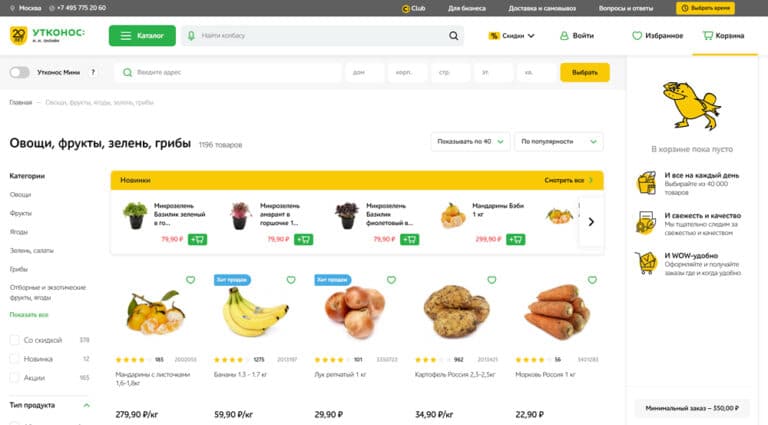 Москва +7 495 775 20 60
Club Для бизнеса Доставка и самовывоз Вопросы и ответы Выбрать время
20 ЛЕТ УТКОНОС: Каталог Найти колбасу Скидки Войти Избранное Корзина
Утконос Мини ? Введите адрес дом корп. стр. эт. кв. Выбрать
Главная — Овощи, фрукты, ягоды, зелень, грибы
Овощи, фрукты, зелень, грибы 1196 товаров Показывать по 40 По популярности
В корзине пока пусто
И все на каждый день
Выбирайте из 40 000
товаров
И свежесть и качество
Мы тщательно следим за
свежестью и качеством
И WOW-удобно
Оформляйте и получайте
заказы где и когда удобно
Минимальный заказ – 350,00 ₽
Категории
Овощи
Фрукты
Ягоды
Зелень, салаты
Грибы
Отборные и экзотические
фрукты, ягоды
Показать все
Со скидкой 378
Новинка 12
Акции 165
Тип продукта
Новинки Смотреть все
Микрозелень
Базилик зеленый
в го...
79,90 ₽
Микрозелень
амарант в
горшочке 1...
79,90 ₽
Микрозелень
Базилик
фиолетовый в...
79,90 ₽
Мандарины Бэби
1 кг
299,90 ₽
185 2002053
Мандарины с листочками
1,6-1,8кг
279,90 ₽/кг
Хит продаж
1275 2013197
Бананы 1.3 - 1.7 кг
59,90 ₽/кг
Хит продаж
101 3350723
Лук репчатый 1 кг
29,90 ₽
962 2013401
Картофель Россия 2,3-2,5кг
34,90 ₽/кг
56 3401283
Морковь Россия 1 кг
22,90 ₽